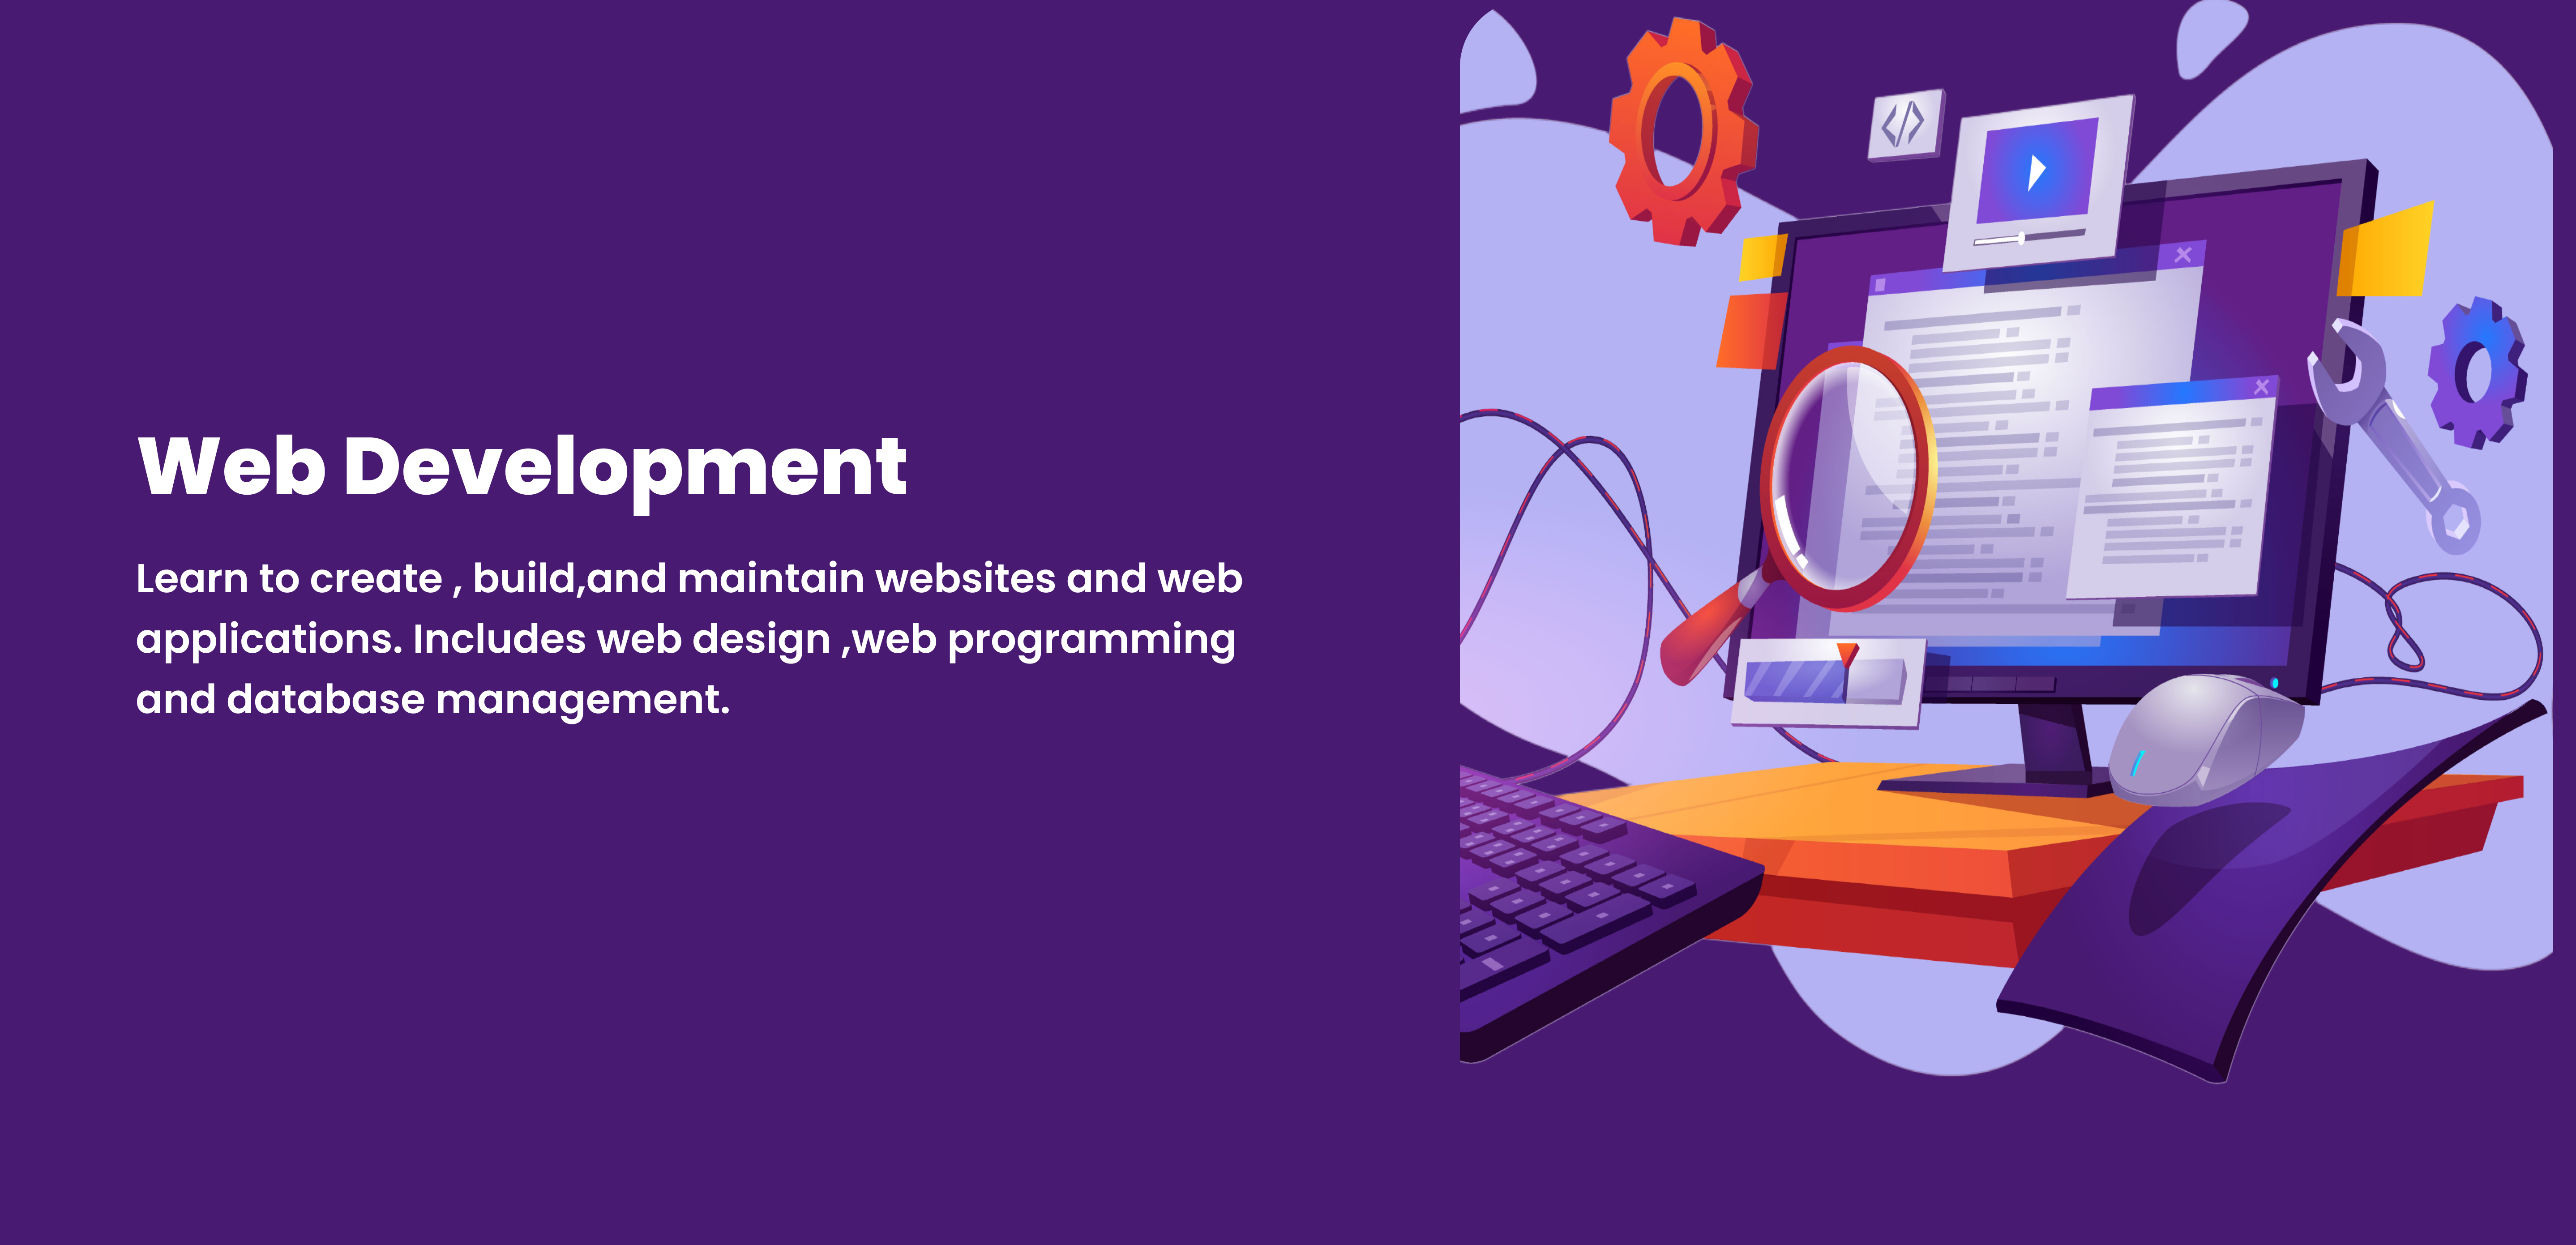 Web Development
Learn to create , build,and maintain websites and web
applications. Includes web design ,web programming
and database management.